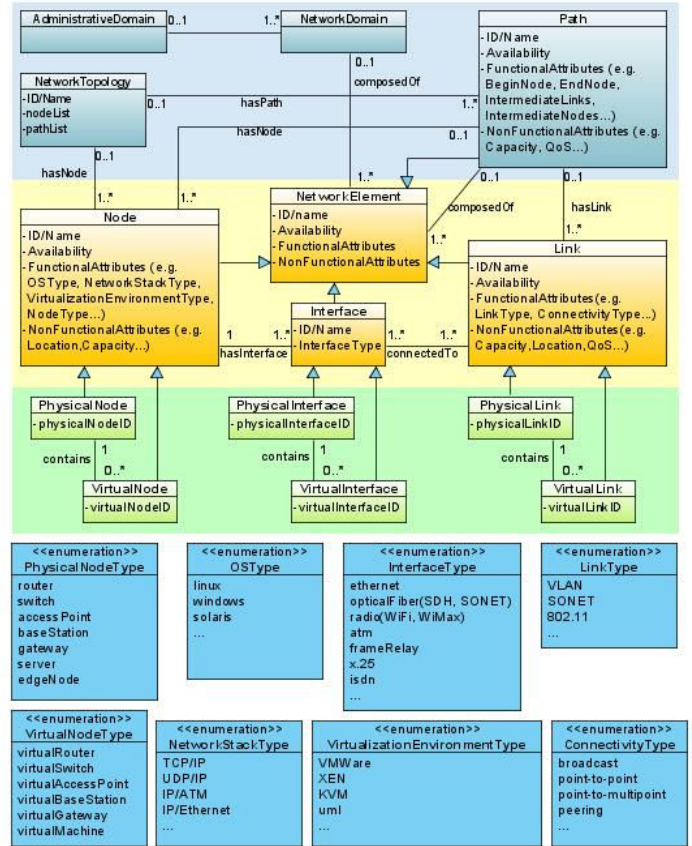 AdministrativeDomain
0..1
1..*
NetworkDomain
0..1
composedOf
Path
-ID/Name
-Availability
-FunctionalAttributes (e.g.
BeginNode, EndNode,
IntermediateLinks,
IntermediateNodes...)
-NonFunctionalAttributes (e.g.
Capacity, QoS...)
NetworkTopology
-ID/Name
-nodeList
-pathList
0..1
hasPath
1..*
hasNode
0..1
0..1
hasNode
1..*
1..*
1..*
0..1
0..1
composedOf
hasLink
1..*
1..*
Node
-ID/Name
-Availability
-FunctionalAttributes (e.g.
OSType, NetworkStackType,
VirtualizationEnvironmentType,
NodeType...)
-NonFunctionalAttributes (e.g.
Location,Capacity...)
NetworkElement
-ID/name
-Availability
-FunctionalAttributes
-NonFunctionalAttributes
Link
-ID/Name
-Availability
-FunctionalAttributes(e.g.
LinkType, ConnectivityType...)
-NonFunctionalAttributes(e.g.
Capacity,Location,QoS...)
Interface
-ID/Name
-InterfaceType
1
1..*
hasInterface
1..*
0..*
connectedTo
PhysicalNode
-physicalNodeID
contains
1
0..*
VirtualNode
-virtualNodeID
PhysicalInterface
-physicalInterfaceID
contains
1
0..*
VirtualInterface
-virtualInterfaceID
PhysicalLink
-physicalLinkID
contains
1
0..*
VirtualLink
-virtualLinkID
<<enumeration>>
PhysicalNodeType
router
switch
accessPoint
baseStation
gateway
server
edgeNode
<<enumeration>>
OSType
linux
windows
solaris
...
<<enumeration>>
InterfaceType
ethernet
opticalFiber(SDH, SONET)
radio(WiFi, WiMax)
atm
frameRelay
x.25
isdn
...
<<enumeration>>
LinkType
VLAN
SONET
802.11
...
<<enumeration>>
VirtualNodeType
virtualRouter
virtualSwitch
virtualAccessPoint
virtualBaseStation
virtualGateway
virtualMachine
<<enumeration>>
NetworkStackType
TCP/IP
UDP/IP
IP/ATM
IP/Ethernet
...
<<enumeration>>
VirtualizationEnvironmentType
VMWare
XEN
KVM
uml
...
<<enumeration>>
ConnectivityType
broadcast
point-to-point
point-to-multipoint
peering
...